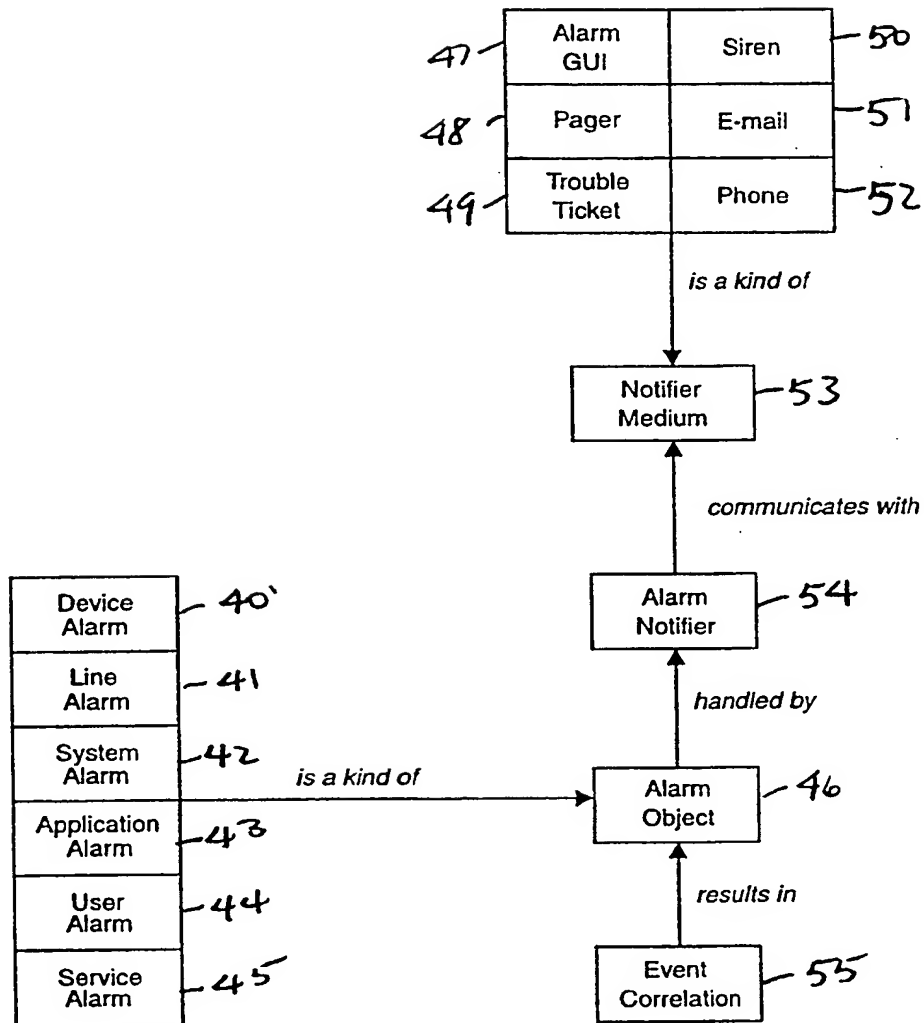 47
Alarm
GUI
Siren
50
48
Pager
E-mail
51
49
Trouble
Ticket
Phone
52
is a kind of
Notifier
Medium
53
communicates with
Device
Alarm
40
Alarm
Notifier
54
Line
Alarm
41
handled by
System
Alarm
42
is a kind of
Alarm
Object
46
Application
Alarm
43
User
Alarm
44
results in
Service
Alarm
45
Event
Correlation
55